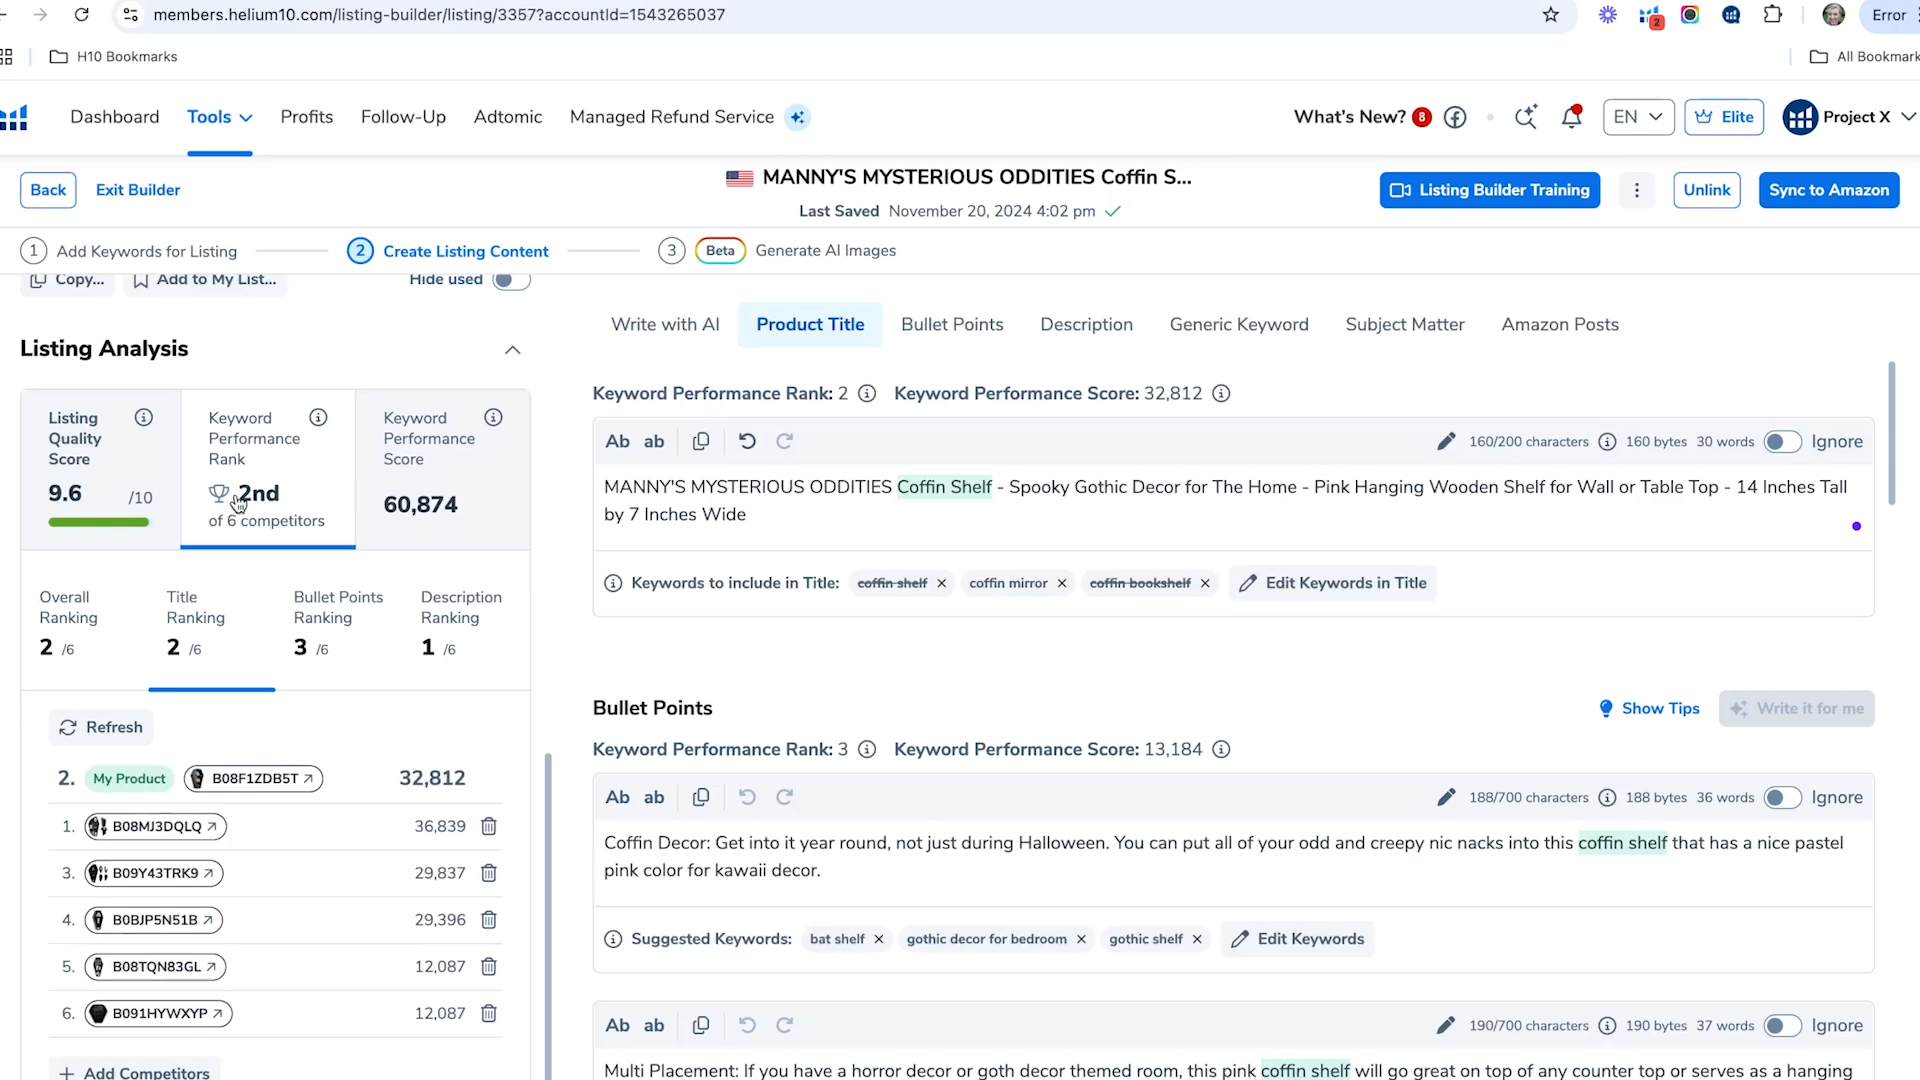 members.helium10.com/listing-builder/listing/3357?accountId=1543265037
2
Error
H10 Bookmarks
All Bookmark
Dashboard
Tools
Profits
Follow-Up
Adtomic
Managed Refund Service
What's New? 8
EN
Elite
Project X
Back
Exit Builder
MANNY'S MYSTERIOUS ODDITIES Coffin S...
Last Saved November 20, 2024 4:02 pm
Listing Builder Training
Unlink
Sync to Amazon
1 Add Keywords for Listing
2 Create Listing Content
3 Beta Generate AI Images
Copy...
Add to My List...
Hide used
Listing Analysis
Listing Quality Score
9.6 /10
Keyword Performance Rank
2nd
of 6 competitors
Keyword Performance Score
60,874
Overall Ranking
2 /6
Title Ranking
2 /6
Bullet Points Ranking
3 /6
Description Ranking
1 /6
Refresh
2. My Product B08F1ZDB5T 32,812
1. B08MJ3DQLQ 36,839
3. B09Y43TRK9 29,837
4. B0BJP5N51B 29,396
5. B08TQN83GL 12,087
6. B091HYWXYP 12,087
+ Add Competitors
Write with AI
Product Title
Bullet Points
Description
Generic Keyword
Subject Matter
Amazon Posts
Keyword Performance Rank: 2 Keyword Performance Score: 32,812
Ab ab
160/200 characters 160 bytes 30 words Ignore
MANNY'S MYSTERIOUS ODDITIES Coffin Shelf - Spooky Gothic Decor for The Home - Pink Hanging Wooden Shelf for Wall or Table Top - 14 Inches Tall
by 7 Inches Wide
Keywords to include in Title: coffin shelf coffin mirror coffin bookshelf Edit Keywords in Title
Bullet Points
Show Tips
Write it for me
Keyword Performance Rank: 3 Keyword Performance Score: 13,184
Ab ab
188/700 characters 188 bytes 36 words Ignore
Coffin Decor: Get into it year round, not just during Halloween. You can put all of your odd and creepy nic nacks into this coffin shelf that has a nice pastel
pink color for kawaii decor.
Suggested Keywords: bat shelf gothic decor for bedroom gothic shelf Edit Keywords
Ab ab
190/700 characters 190 bytes 37 words Ignore
Multi Placement: If you have a horror decor or goth decor themed room, this pink coffin shelf will go great on top of any counter top or serves as a hanging